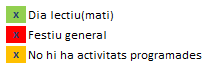 x Dia lectiu(mati)
x Festiu general
x No hi ha activitats programades